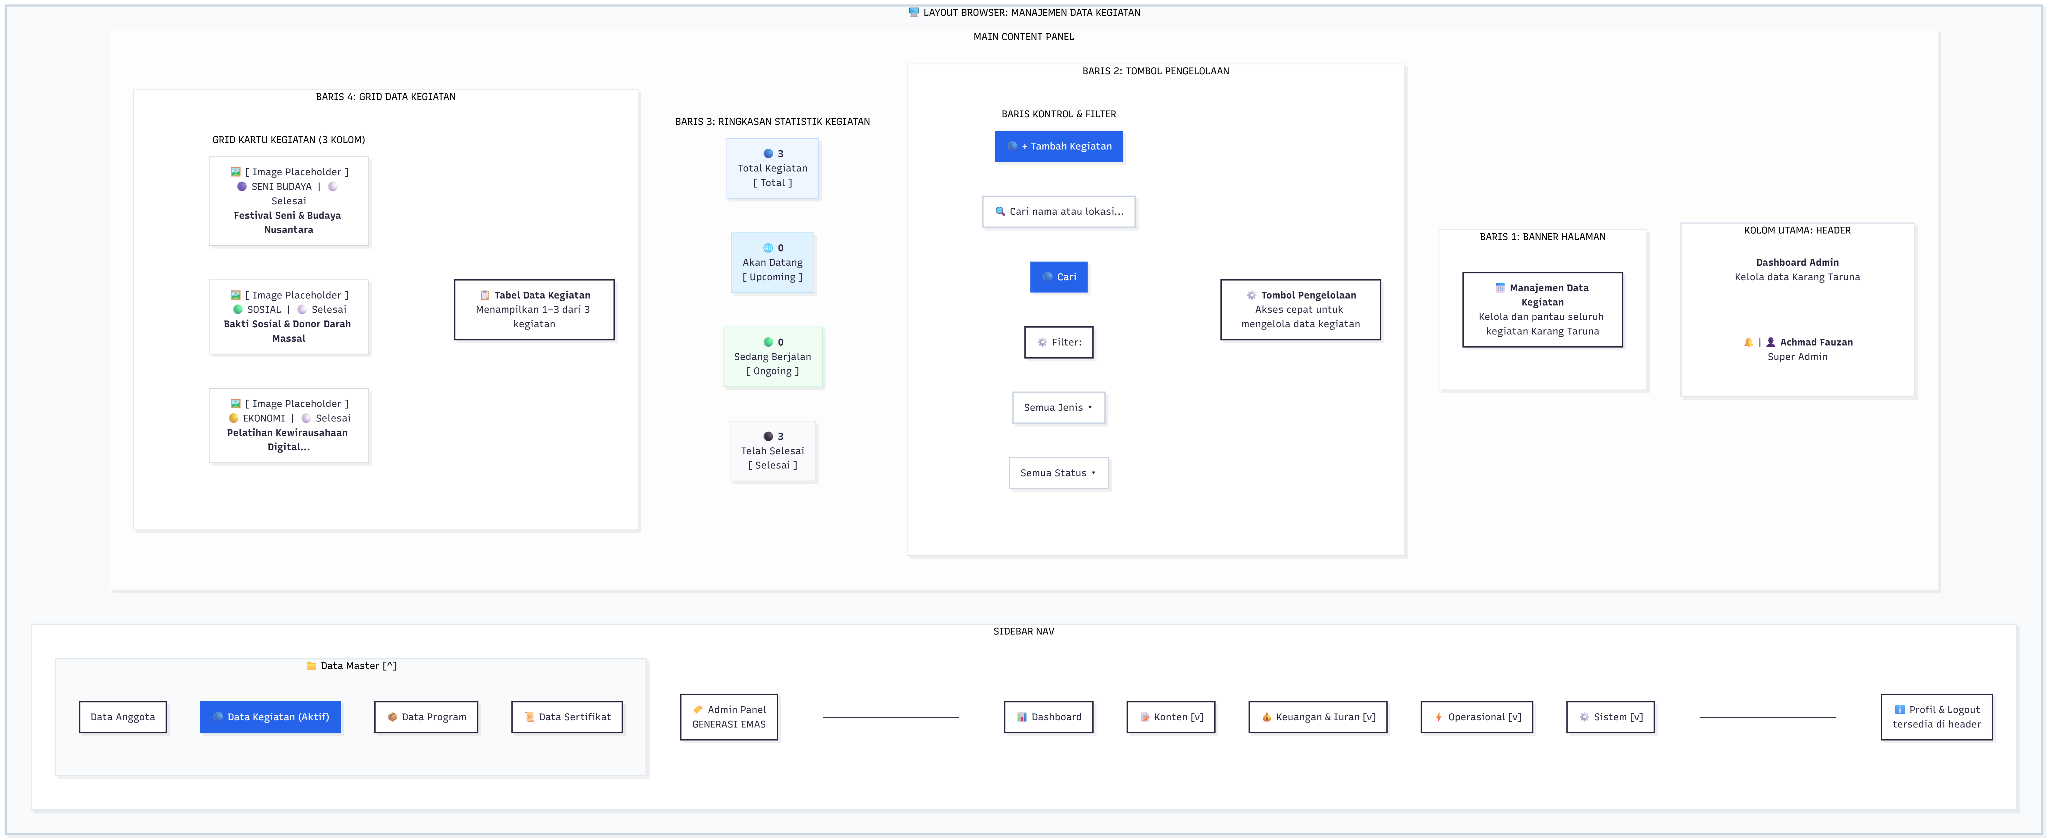 🖥️ LAYOUT BROWSER: MANAJEMEN DATA KEGIATAN
MAIN CONTENT PANEL
BARIS 4: GRID DATA KEGIATAN
GRID KARTU KEGIATAN (3 KOLOM)
🖼️ [ Image Placeholder ]
🟣 SENI BUDAYA | ⚪
Selesai
Festival Seni & Budaya
Nusantara
🖼️ [ Image Placeholder ]
🟢 SOSIAL | ⚪ Selesai
Bakti Sosial & Donor Darah
Massal
🖼️ [ Image Placeholder ]
🟡 EKONOMI | ⚪ Selesai
Pelatihan Kewirausahaan
Digital...
📋 Tabel Data Kegiatan
Menampilkan 1–3 dari 3
kegiatan
BARIS 3: RINGKASAN STATISTIK KEGIATAN
🔵 3
Total Kegiatan
[ Total ]
🌐 0
Akan Datang
[ Upcoming ]
🟢 0
Sedang Berjalan
[ Ongoing ]
⚫ 3
Telah Selesai
[ Selesai ]
BARIS 2: TOMBOL PENGELOLAAN
BARIS KONTROL & FILTER
🔵 + Tambah Kegiatan
🔍 Cari nama atau lokasi...
🔵 Cari
⚙️ Filter:
Semua Jenis ▾
Semua Status ▾
⚙️ Tombol Pengelolaan
Akses cepat untuk
mengelola data kegiatan
BARIS 1: BANNER HALAMAN
📅 Manajemen Data
Kegiatan
Kelola dan pantau seluruh
kegiatan Karang Taruna
KOLOM UTAMA: HEADER
Dashboard Admin
Kelola data Karang Taruna
🔔 | 👤 Achmad Fauzan
Super Admin
SIDEBAR NAV
📁 Data Master [^]
Data Anggota
🔵 Data Kegiatan (Aktif)
📦 Data Program
📜 Data Sertifikat
🏷️ Admin Panel
GENERASI EMAS
📊 Dashboard
📝 Konten [v]
💰 Keuangan & Iuran [v]
⚡ Operasional [v]
⚙️ Sistem [v]
ℹ️ Profil & Logout
tersedia di header